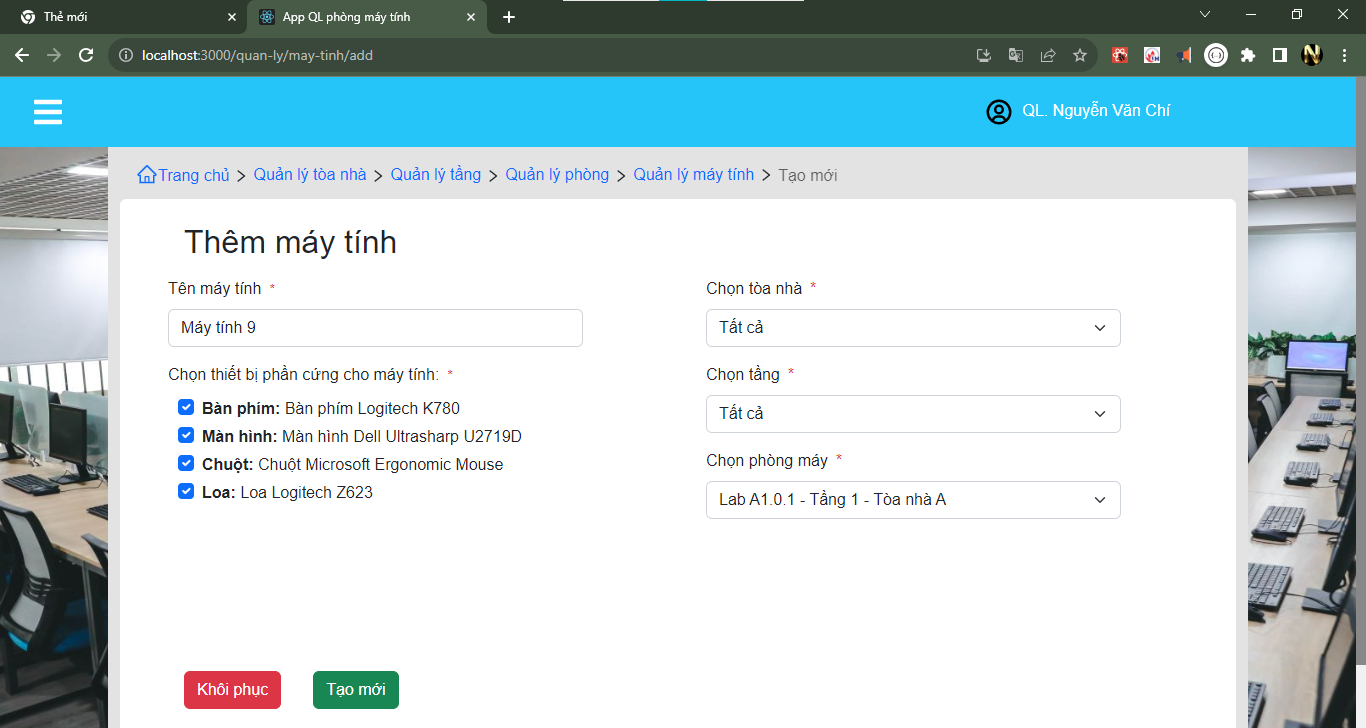 Thẻ mới
App QL phòng máy tính
localhost:3000/quan-ly/may-tinh/add
QL. Nguyễn Văn Chí
Trang chủ > Quản lý tòa nhà > Quản lý tầng > Quản lý phòng > Quản lý máy tính > Tạo mới
Thêm máy tính
Tên máy tính *
Máy tính 9
Chọn thiết bị phần cứng cho máy tính: *
Bàn phím: Bàn phím Logitech K780
Màn hình: Màn hình Dell Ultrasharp U2719D
Chuột: Chuột Microsoft Ergonomic Mouse
Loa: Loa Logitech Z623
Chọn tòa nhà *
Tất cả
Chọn tầng *
Tất cả
Chọn phòng máy *
Lab A1.0.1 - Tầng 1 - Tòa nhà A
Khôi phục
Tạo mới